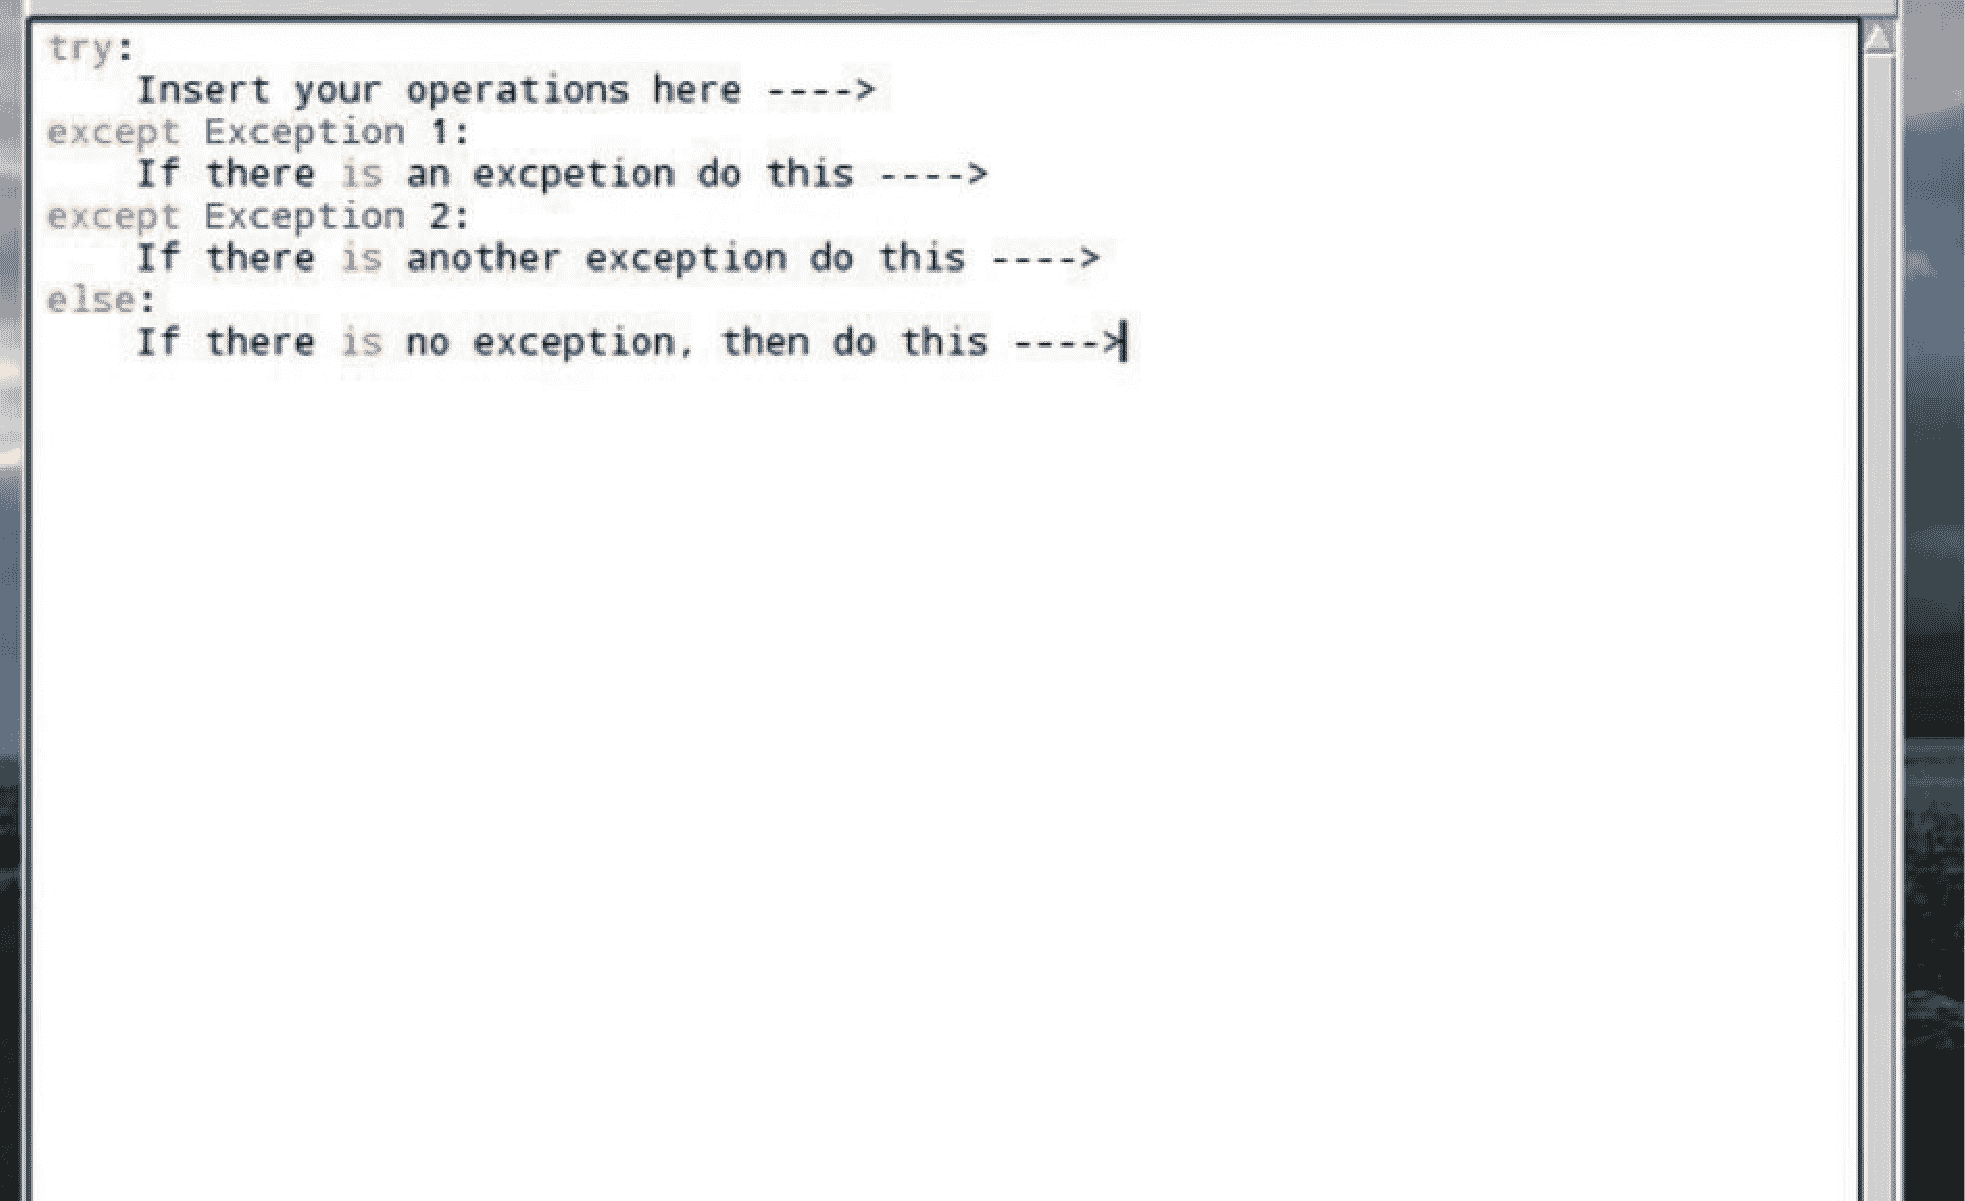 try:
    Insert your operations here ---->
except Exception 1:
    If there is an excpetion do this ---->
except Exception 2:
    If there is another exception do this ---->
else:
    If there is no exception, then do this ---->